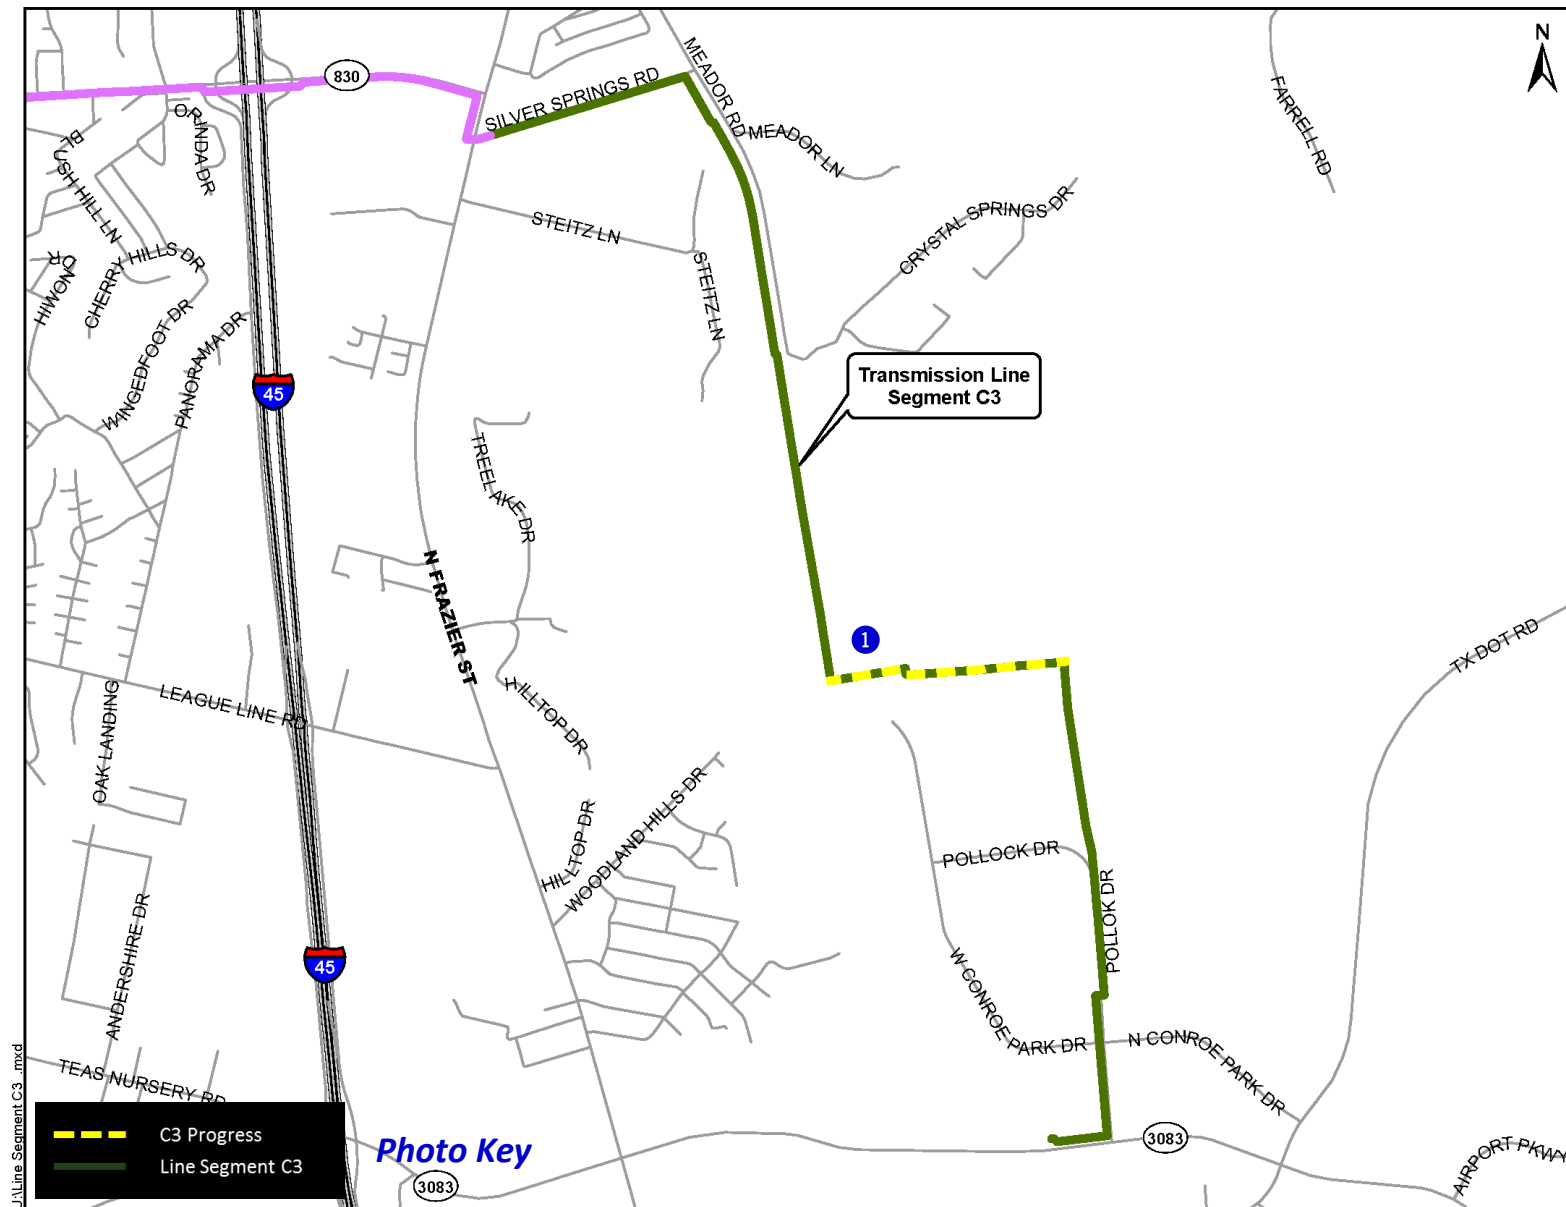 N
830
SILVER SPRINGS RD
MEADOR RD
MEADOR LN
FARRELL RD
ORINDA DR
BLUSH HILL LN
STEITZ LN
CRYSTAL SPRINGS DR
CHERRY HILLS DR
HIWON DR
STEITZ LN
WINGEDFOOT DR
PANORAMA DR
45
Transmission Line
Segment C3
TREELAKE DR
N FRAZIER ST
1
TX DOT RD
LEAGUE LINE RD
OAK LANDING
HILLTOP DR
HILLTOP DR
WOODLAND HILLS DR
POLLOCK DR
POLLOK DR
ANDERSHIRE DR
45
W CONROE PARK DR
N CONROE PARK DR
TEAS NURSERY RD
C3 Progress
Line Segment C3
Photo Key
3083
3083
AIRPORT PKWY
J:\Line Segment C3 .mxd